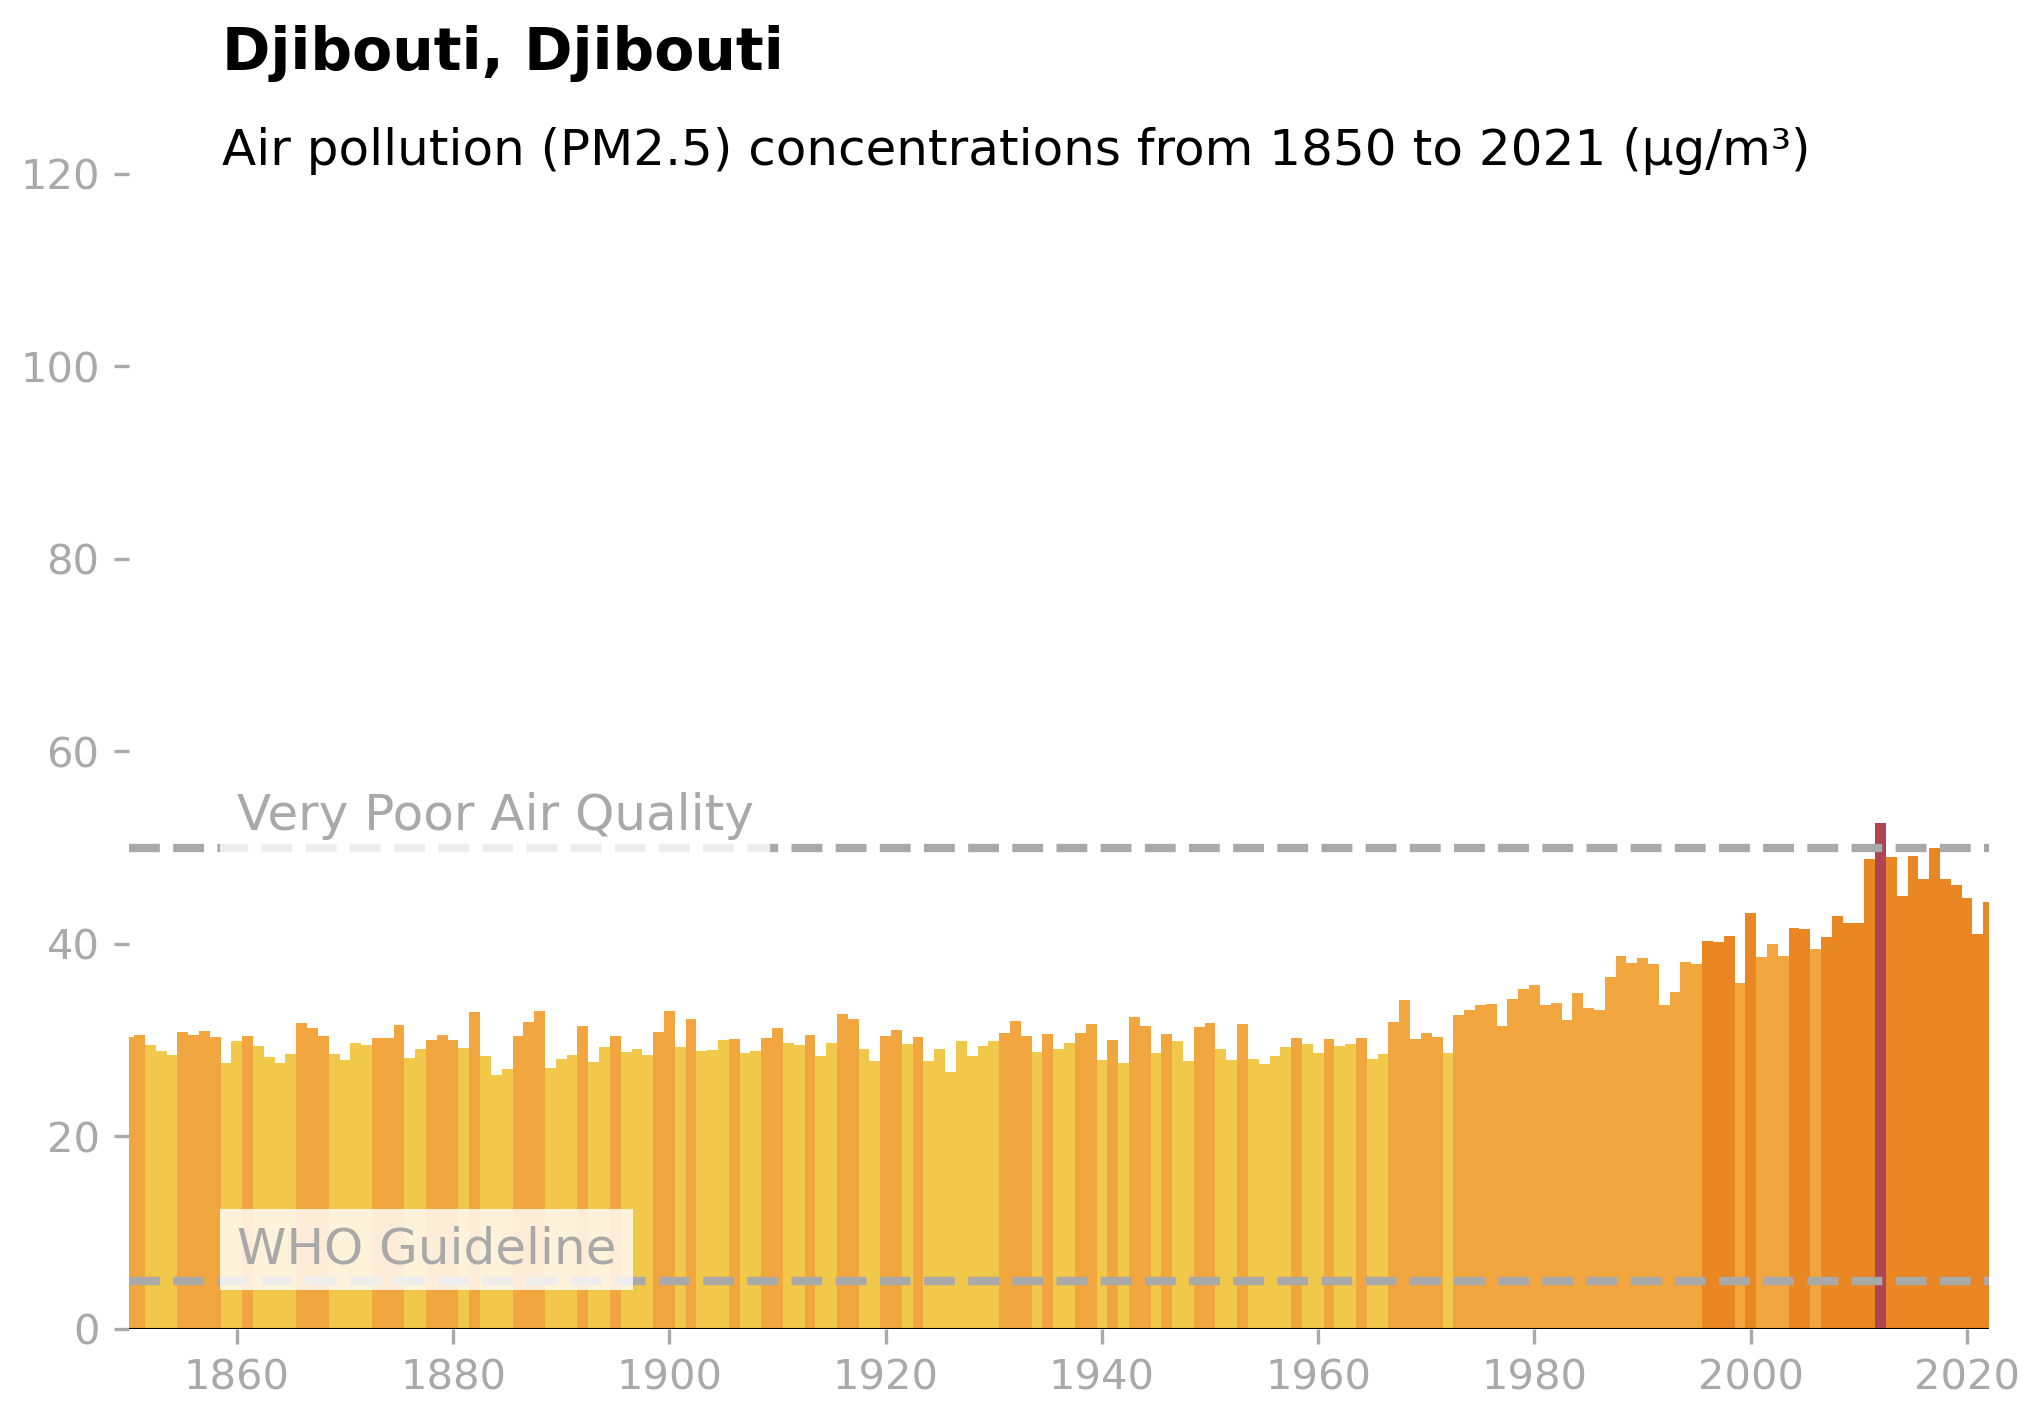 Djibouti, Djibouti
Air pollution (PM2.5) concentrations from 1850 to 2021 (µg/m³)
120
100
80
60
Very Poor Air Quality
40
20
WHO Guideline
0
1860 1880 1900 1920 1940 1960 1980 2000 2020